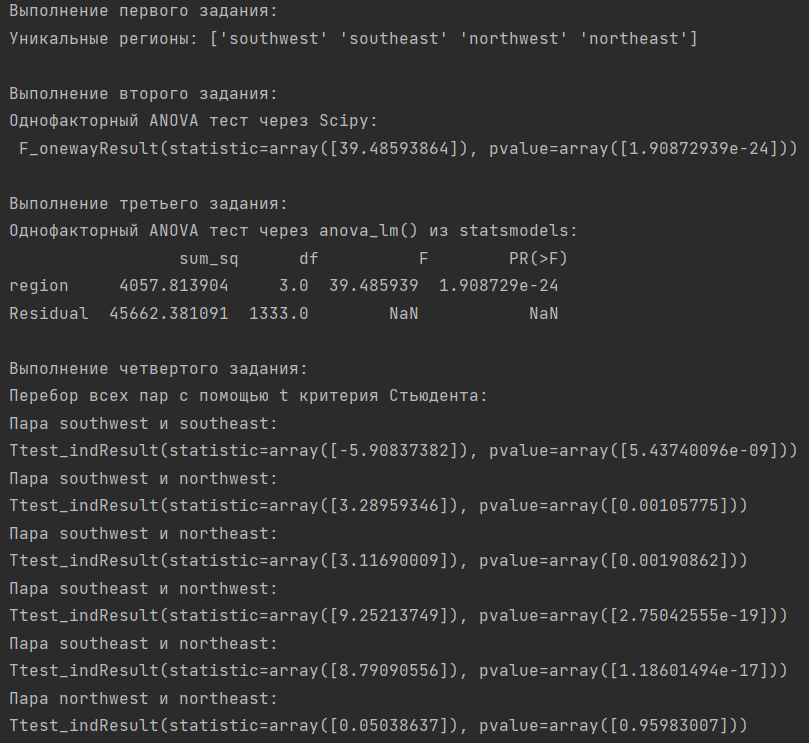 Выполнение первого задания:
Уникальные регионы: ['southwest' 'southeast' 'northwest' 'northeast']
Выполнение второго задания:
Однофакторный ANOVA тест через Scipy:
F_onewayResult(statistic=array([39.48593864]), pvalue=array([1.90872939e-24]))
Выполнение третьего задания:
Однофакторный ANOVA тест через anova_lm() из statsmodels:
sum_sq df F PR(>F)
region 4057.813904 3.0 39.485939 1.908729e-24
Residual 45662.381091 1333.0 NaN NaN
Выполнение четвертого задания:
Перебор всех пар с помощью t критерия Стьюдента:
Пара southwest и southeast:
Ttest_indResult(statistic=array([-5.90837382]), pvalue=array([5.43740096e-09]))
Пара southwest и northwest:
Ttest_indResult(statistic=array([3.28959346]), pvalue=array([0.00105775]))
Пара southwest и northeast:
Ttest_indResult(statistic=array([3.11690009]), pvalue=array([0.00190862]))
Пара southeast и northwest:
Ttest_indResult(statistic=array([9.25213749]), pvalue=array([2.75042555e-19]))
Пара southeast и northeast:
Ttest_indResult(statistic=array([8.79090556]), pvalue=array([1.18601494e-17]))
Пара northwest и northeast:
Ttest_indResult(statistic=array([0.05038637]), pvalue=array([0.95983007]))